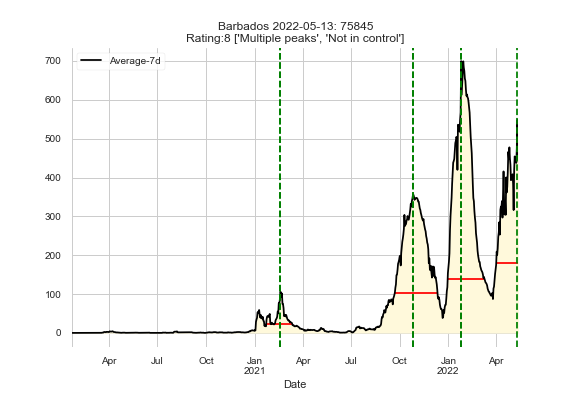 Barbados 2022-05-13: 75845
Rating:8 ['Multiple peaks', 'Not in control']
Average-7d
700
600
500
400
300
200
100
0
Apr Jul Oct Jan Apr Jul Oct Jan Apr
2021 2022
Date